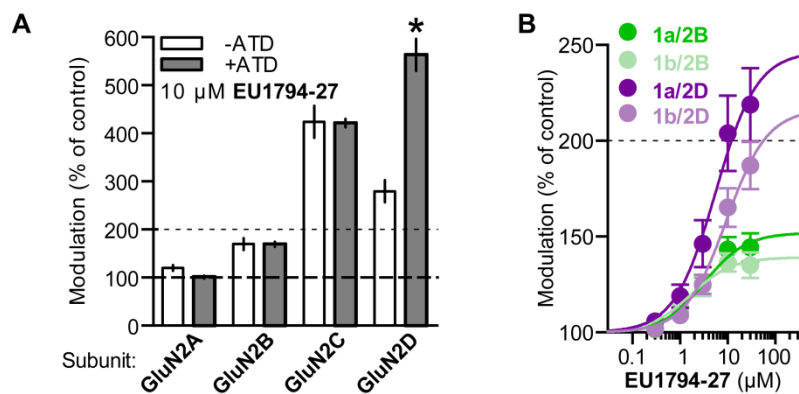 A
Modulation (% of control)
600
500
400
300
200
100
0
-ATD
+ATD
10 µM EU1794-27
*
Subunit:
GluN2A
GluN2B
GluN2C
GluN2D
B
Modulation (% of control)
250
200
150
100
1a/2B
1b/2B
1a/2D
1b/2D
0.1
1
10
100
EU1794-27 (µM)